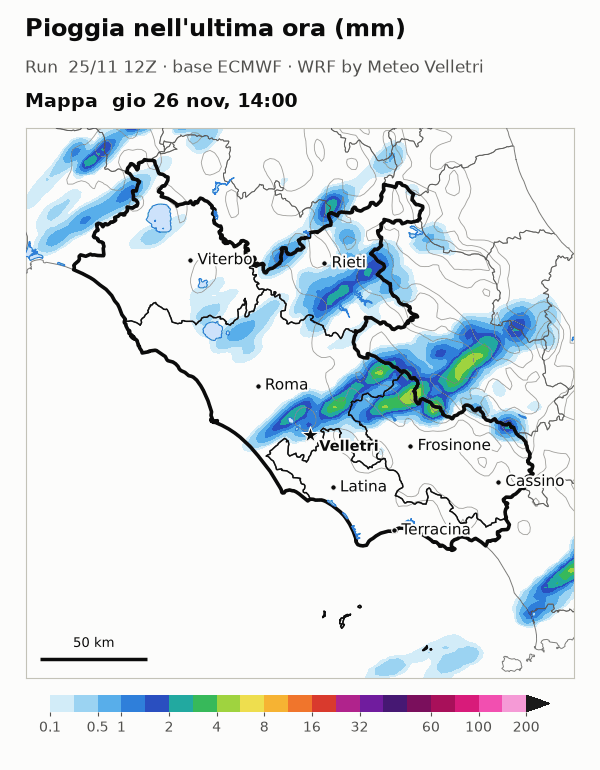 Pioggia nell'ultima ora (mm)
Run 25/11 12Z · base ECMWF · WRF by Meteo Velletri
Mappa gio 26 nov, 14:00
Viterbo
Rieti
Roma
Velletri
Frosinone
Latina
Cassino
Terracina
50 km
0.1 0.5 1 2 4 8 16 32 60 100 200